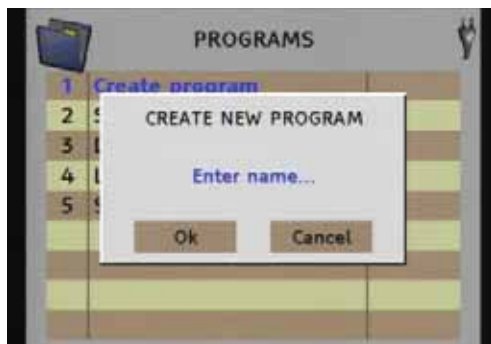 PROGRAMS
1 Create program
CREATE NEW PROGRAM
2
3
Enter name...
4
5
Ok Cancel